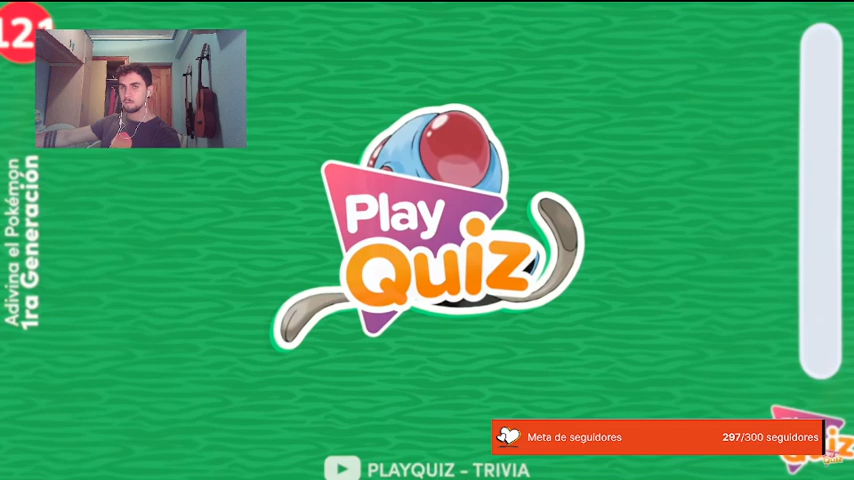 121
Adivina el Pokémon
1ra Generación
Play
Quiz
Meta de seguidores
297/300 seguidores
PLAYQUIZ - TRIVIA